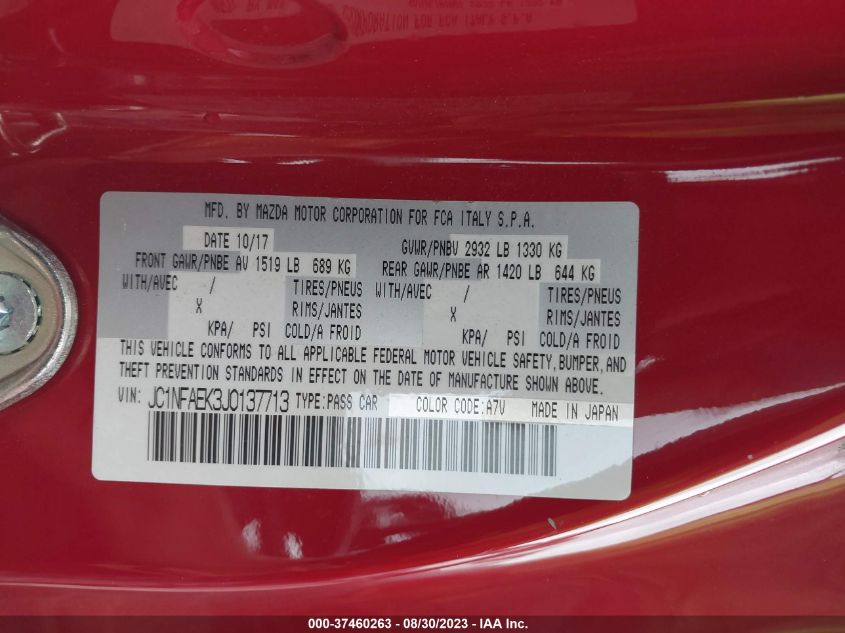 MFD. BY MAZDA MOTOR CORPORATION FOR FCA ITALY S.P.A.
DATE 10/17 GVWR/PNBV 2932 LB 1330 KG
FRONT GAWR/PNBE AV 1519 LB 689 KG REAR GAWR/PNBE AR 1420 LB 644 KG
WITH/AVEC / TIRES/PNEUS WITH/AVEC / TIRES/PNEUS
X RIMS/JANTES X RIMS/JANTES
KPA/ PSI COLD/A FROID KPA/ PSI COLD/A FROID
THIS VEHICLE CONFORMS TO ALL APPLICABLE FEDERAL MOTOR VEHICLE SAFETY, BUMPER, AND
THEFT PREVENTION STANDARDS IN EFFECT ON THE DATE OF MANUFACTURE SHOWN ABOVE.
VIN: JC1NFAEK3J0137713 TYPE:PASS CAR COLOR CODE:A7V MADE IN JAPAN
000-37460263 - 08/30/2023 - IAA Inc.